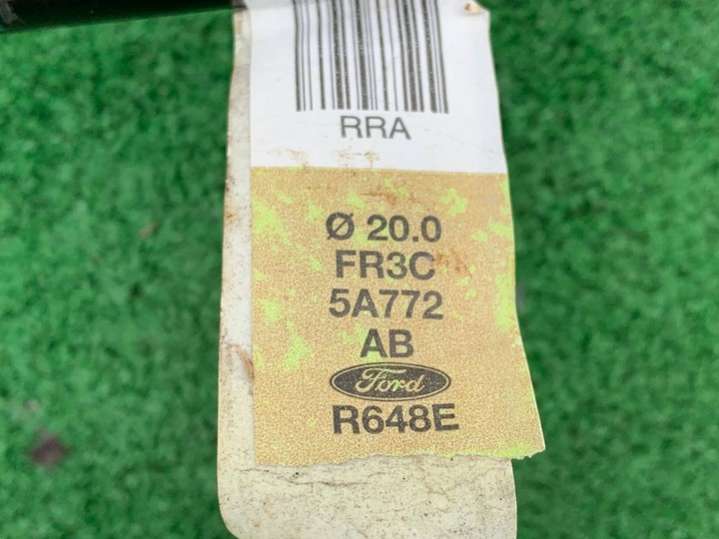 RRA
Ø 20.0
FR3C
5A772
AB
Ford
R648E